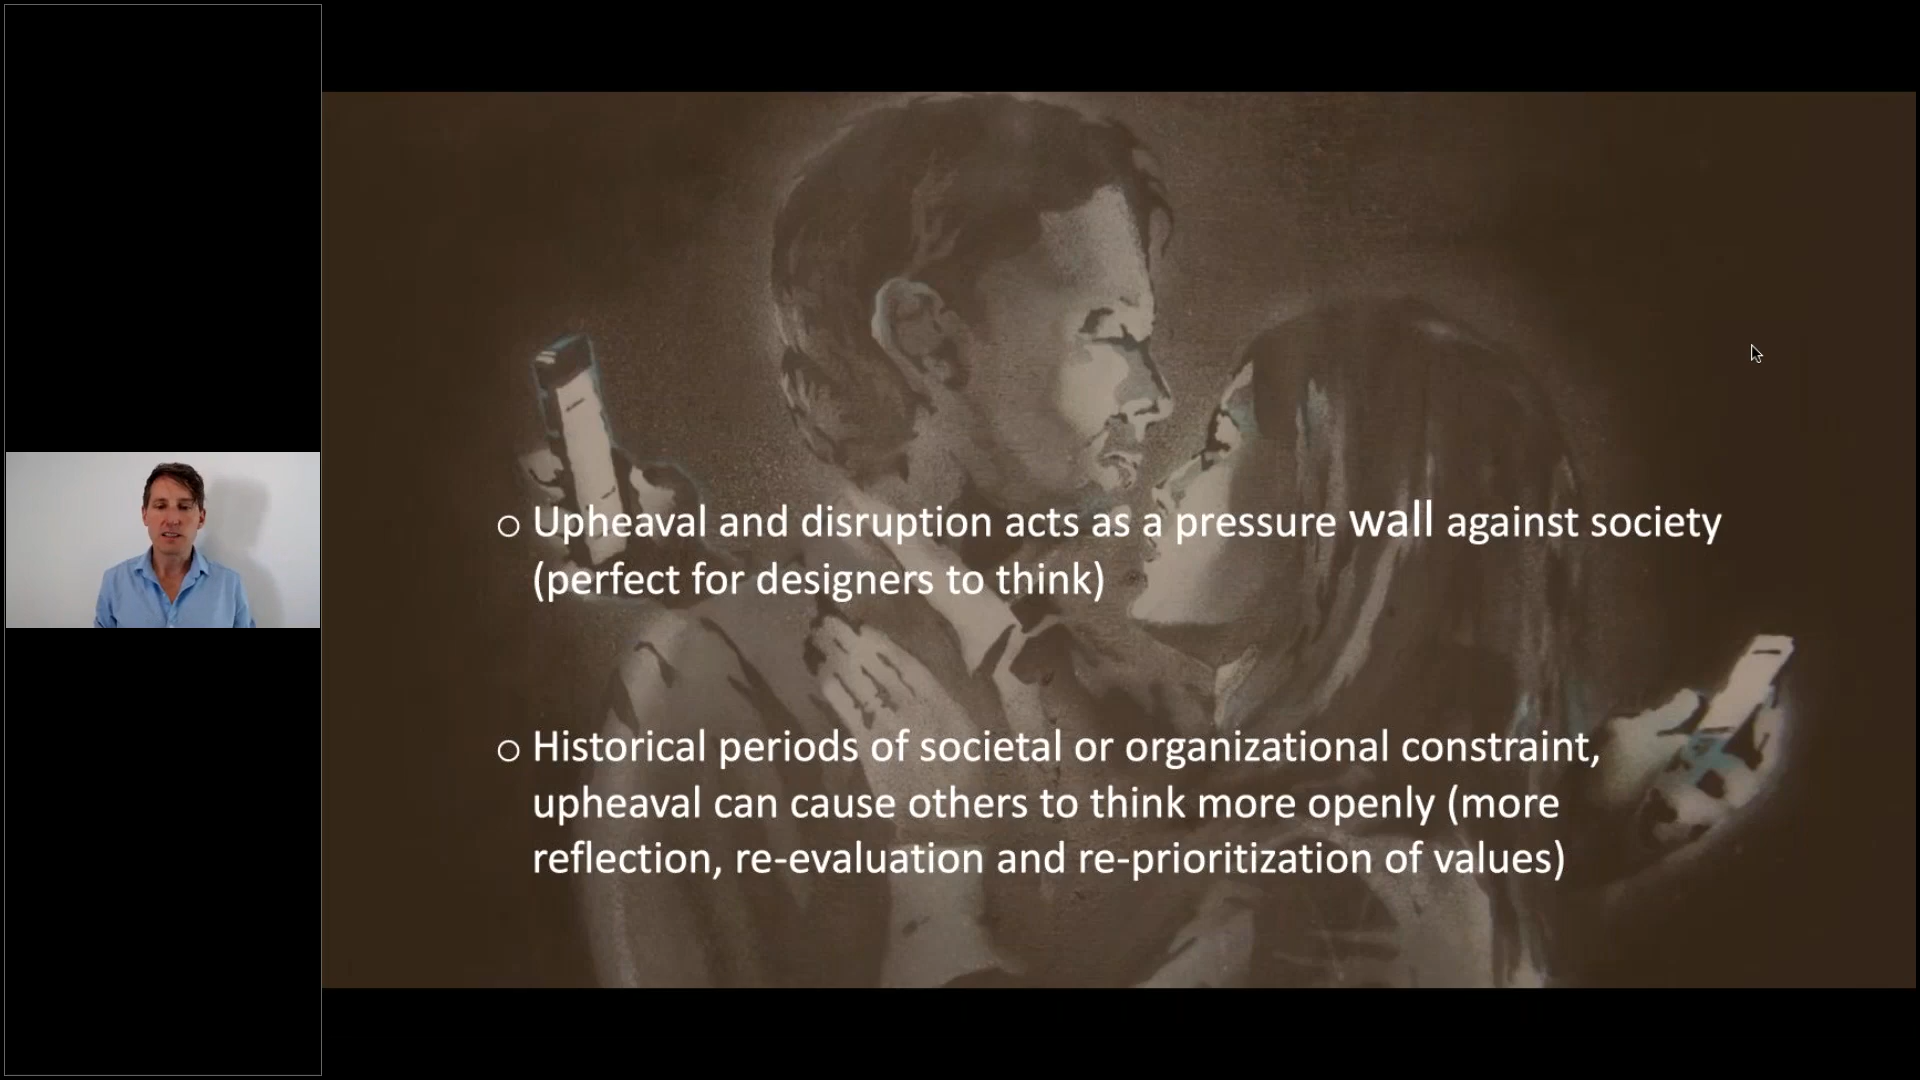 ○ Upheaval and disruption acts as a pressure wall against society
(perfect for designers to think)
○ Historical periods of societal or organizational constraint,
upheaval can cause others to think more openly (more
reflection, re-evaluation and re-prioritization of values)